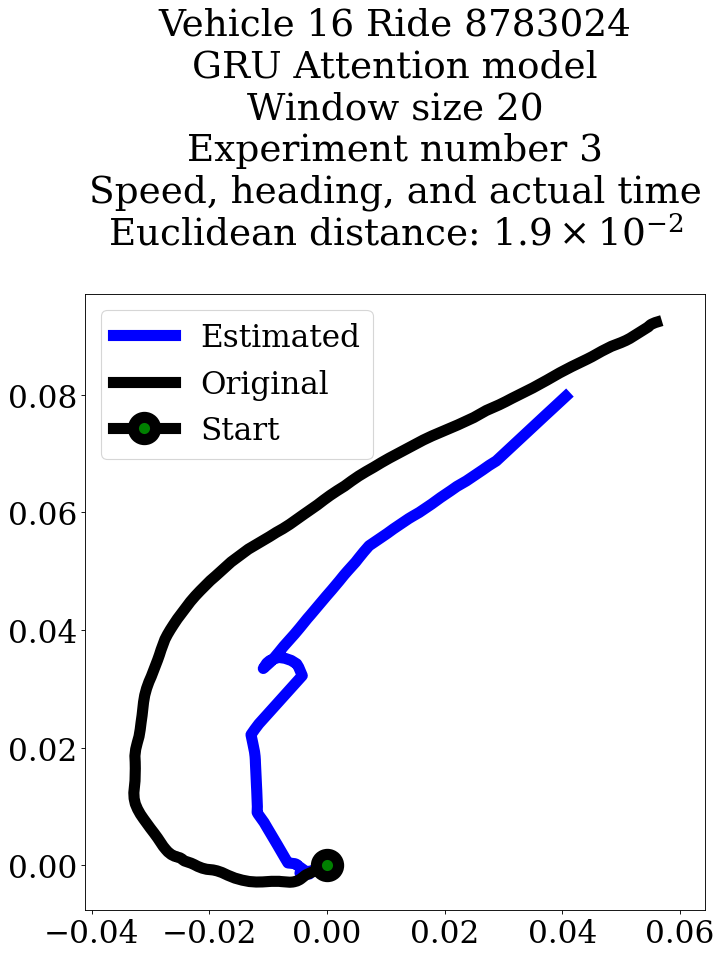 Vehicle 16 Ride 8783024
GRU Attention model
Window size 20
Experiment number 3
Speed, heading, and actual time
Euclidean distance: 1.9 × 10⁻²
Estimated
Original
Start
0.08
0.06
0.04
0.02
0.00
−0.04 −0.02 0.00 0.02 0.04 0.06